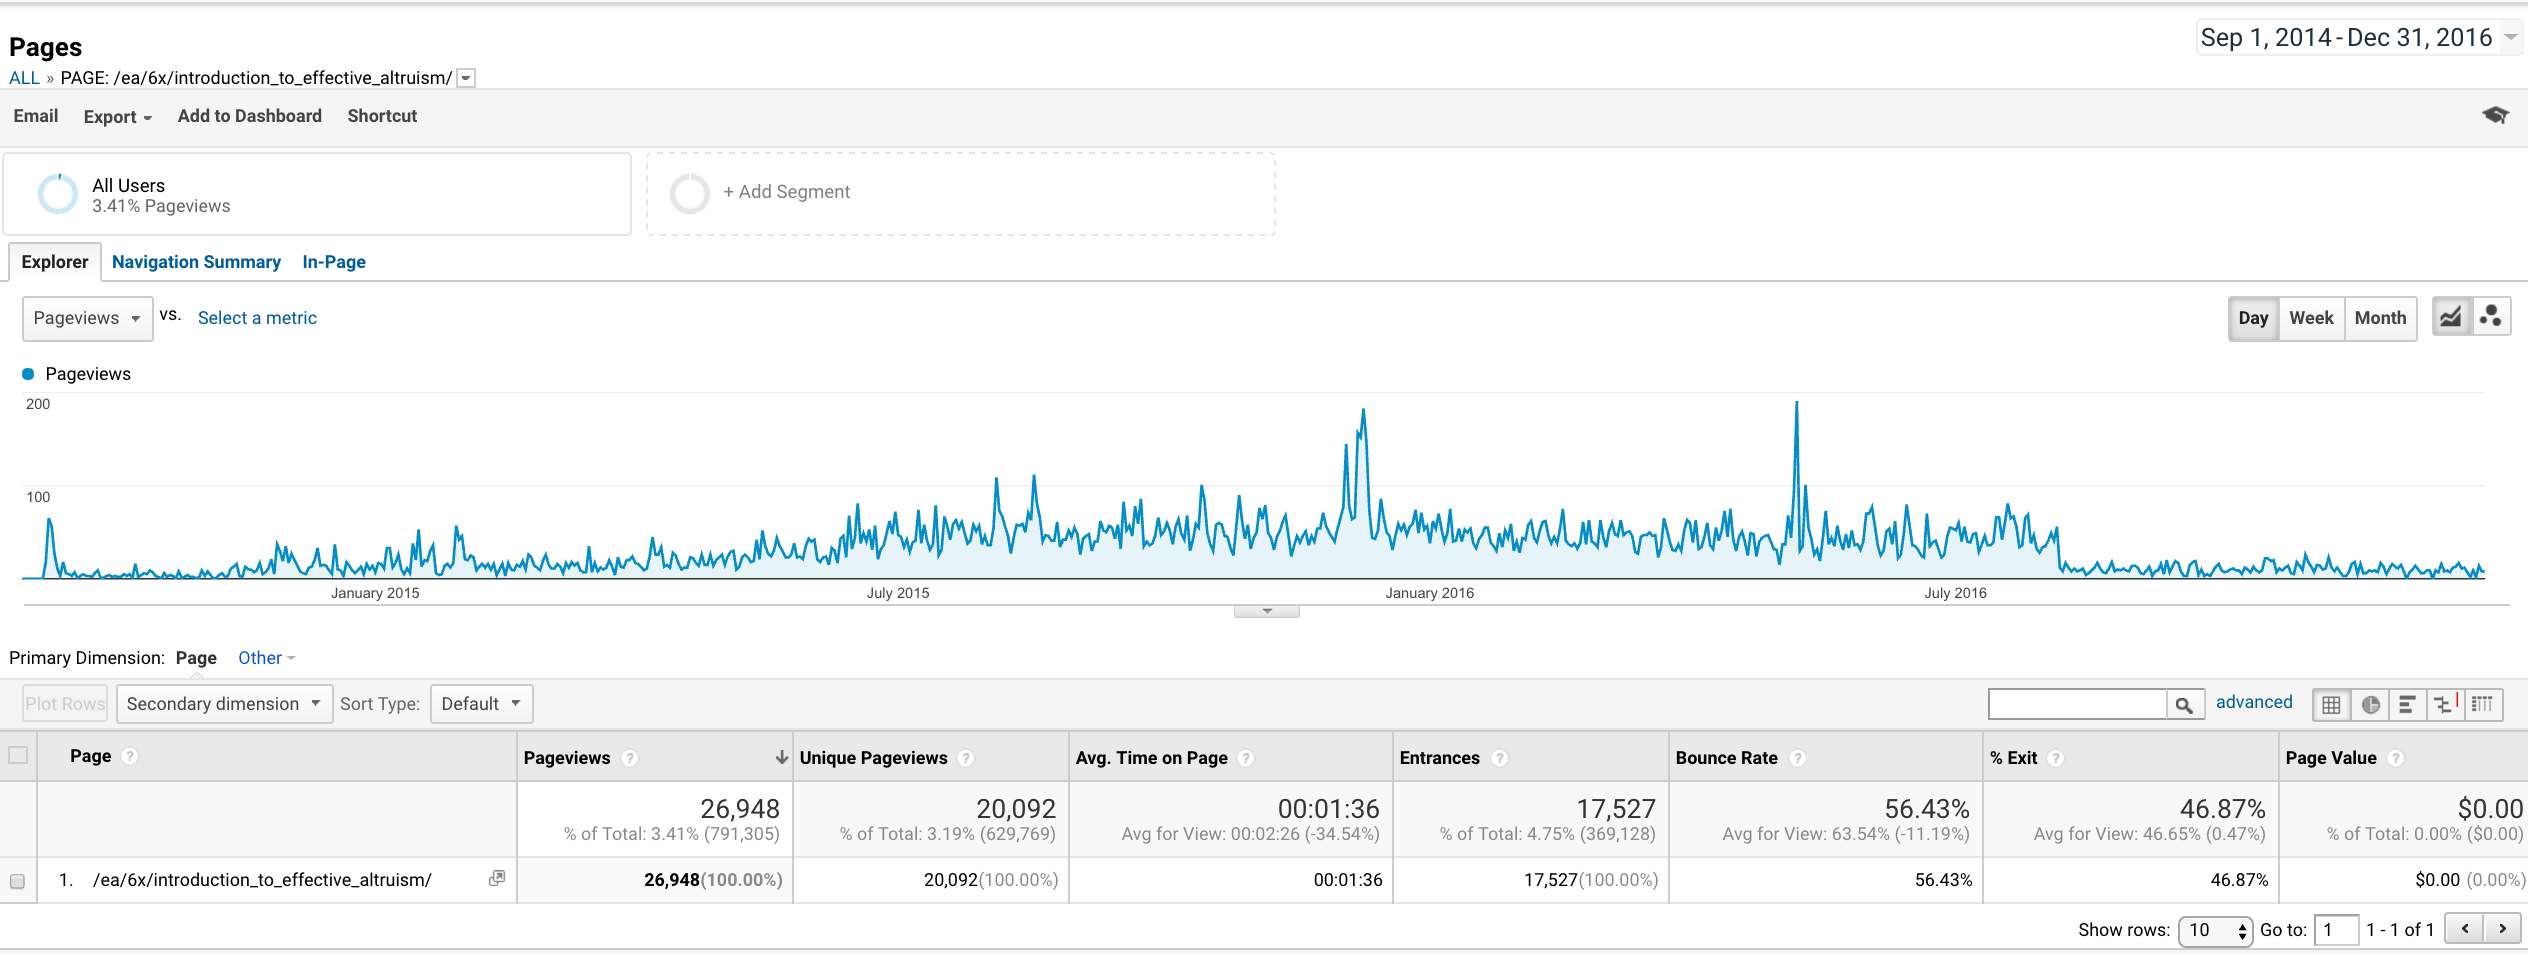 Pages
Sep 1, 2014 - Dec 31, 2016
ALL » PAGE: /ea/6x/introduction_to_effective_altruism/
Email Export Add to Dashboard Shortcut
All Users
3.41% Pageviews
+ Add Segment
Explorer Navigation Summary In-Page
Pageviews vs. Select a metric
Day Week Month
Pageviews
200
100
January 2015 July 2015 January 2016 July 2016
Primary Dimension: Page Other
Plot Rows Secondary dimension Sort Type: Default advanced
Page ? Pageviews ? Unique Pageviews ? Avg. Time on Page ? Entrances ? Bounce Rate ? % Exit ? Page Value ?
26,948 20,092 00:01:36 17,527 56.43% 46.87% $0.00
% of Total: 3.41% (791,305) % of Total: 3.19% (629,769) Avg for View: 00:02:26 (-34.54%) % of Total: 4.75% (369,128) Avg for View: 63.54% (-11.19%) Avg for View: 46.65% (0.47%) % of Total: 0.00% ($0.00)
1. /ea/6x/introduction_to_effective_altruism/ 26,948(100.00%) 20,092(100.00%) 00:01:36 17,527(100.00%) 56.43% 46.87% $0.00 (0.00%)
Show rows: 10 Go to: 1 1 - 1 of 1